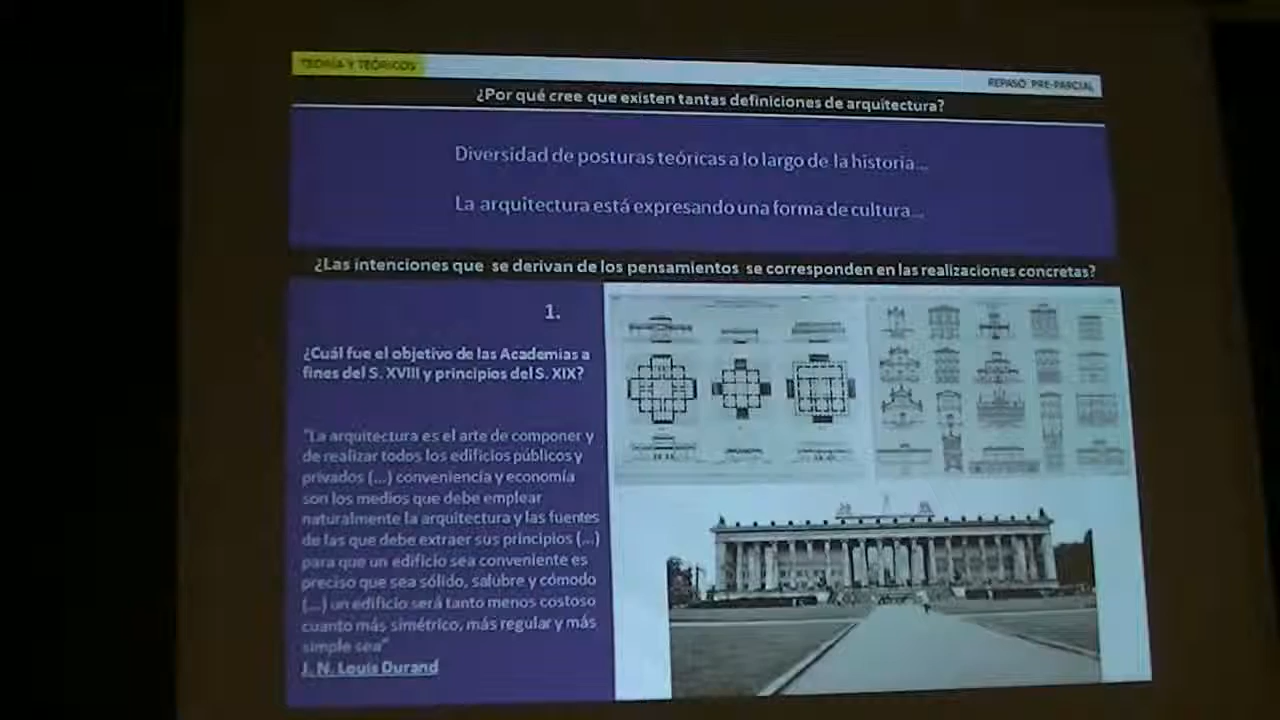 TEORÍA Y TEÓRICOS
REPASO PRE-PARCIAL
¿Por qué cree que existen tantas definiciones de arquitectura?
Diversidad de posturas teóricas a lo largo de la historia...
La arquitectura está expresando una forma de cultura...
¿Las intenciones que se derivan de los pensamientos se corresponden en las realizaciones concretas?
1.
¿Cuál fue el objetivo de las Academias a
fines del S. XVIII y principios del S. XIX?
"La arquitectura es el arte de componer y
de realizar todos los edificios públicos y
privados (...) conveniencia y economía
son los medios que debe emplear
naturalmente la arquitectura y las fuentes
de las que debe extraer sus principios (...)
para que un edificio sea conveniente es
preciso que sea sólido, salubre y cómodo
(...) un edificio será tanto menos costoso
cuanto más simétrico, más regular y más
simple sea"
J. N. Louis Durand